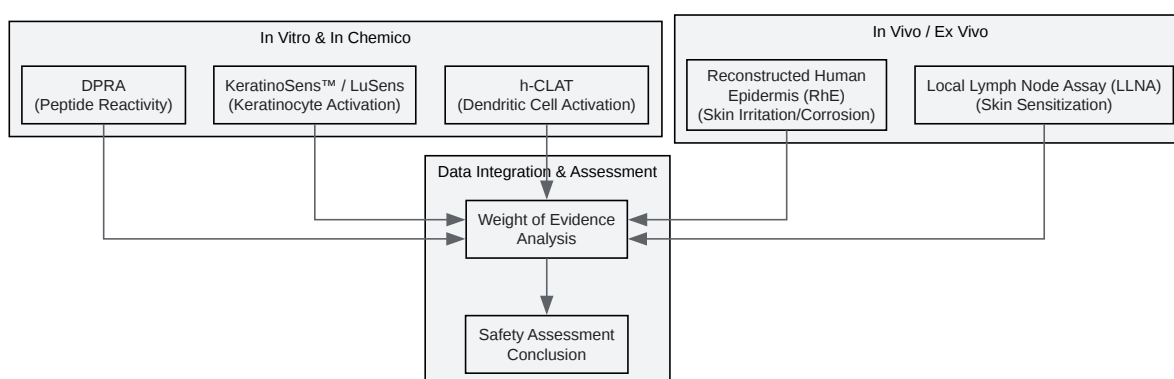 In Vitro & In Chemico
DPRA
(Peptide Reactivity)
KeratinoSens™ / LuSens
(Keratinocyte Activation)
h-CLAT
(Dendritic Cell Activation)
In Vivo / Ex Vivo
Reconstructed Human
Epidermis (RhE)
(Skin Irritation/Corrosion)
Local Lymph Node Assay (LLNA)
(Skin Sensitization)
Data Integration & Assessment
Weight of Evidence
Analysis
Safety Assessment
Conclusion